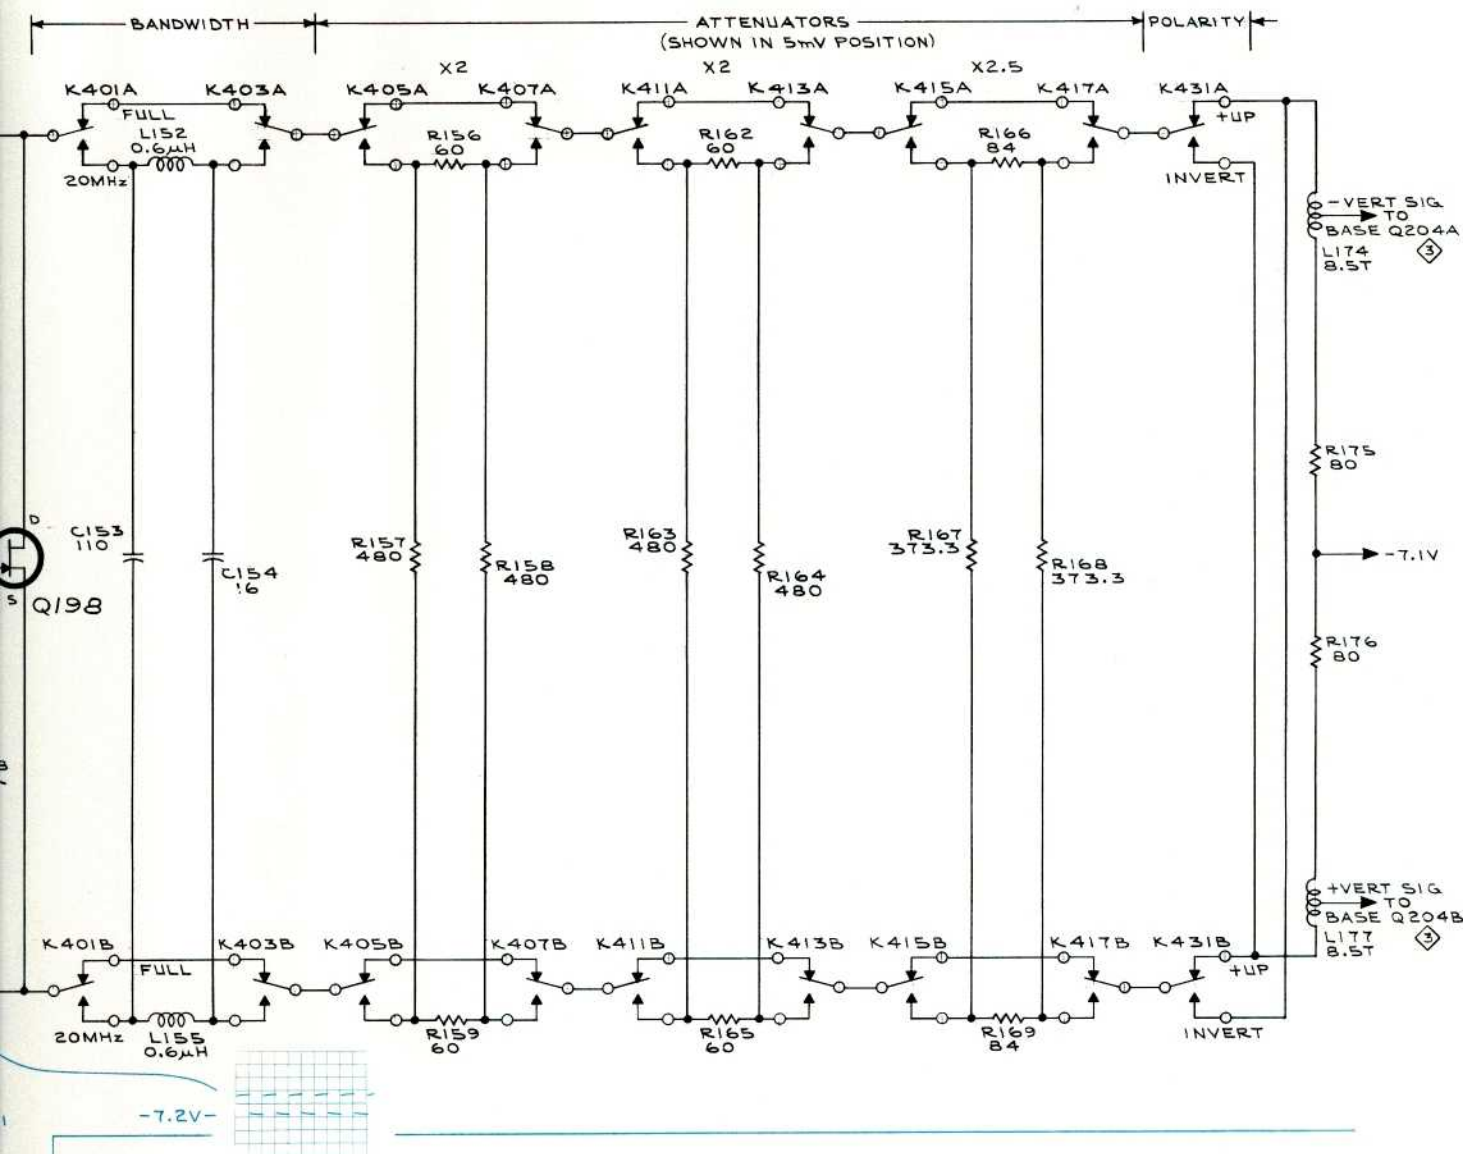 BANDWIDTH
ATTENUATORS
(SHOWN IN 5mV POSITION)
POLARITY
X2
X2
X2.5
K401A
K403A
K405A
K407A
K411A
K413A
K415A
K417A
K431A
FULL
+UP
L152
0.6µH
R156
60
R162
60
R166
84
20MHz
INVERT
-VERT SIG
TO
BASE Q204A
L174
8.5T
3
R175
80
D
C153
110
R157
480
R158
480
R163
480
R164
480
R167
373.3
R168
373.3
-7.1V
C154
S
Q198
R176
80
+VERT SIG
TO
BASE Q204B
L177
8.5T
3
K401B
K403B
K405B
K407B
K411B
K413B
K415B
K417B
K431B
FULL
+UP
20MHz
L155
0.6µH
R159
60
R165
60
R169
84
INVERT
-7.2V-